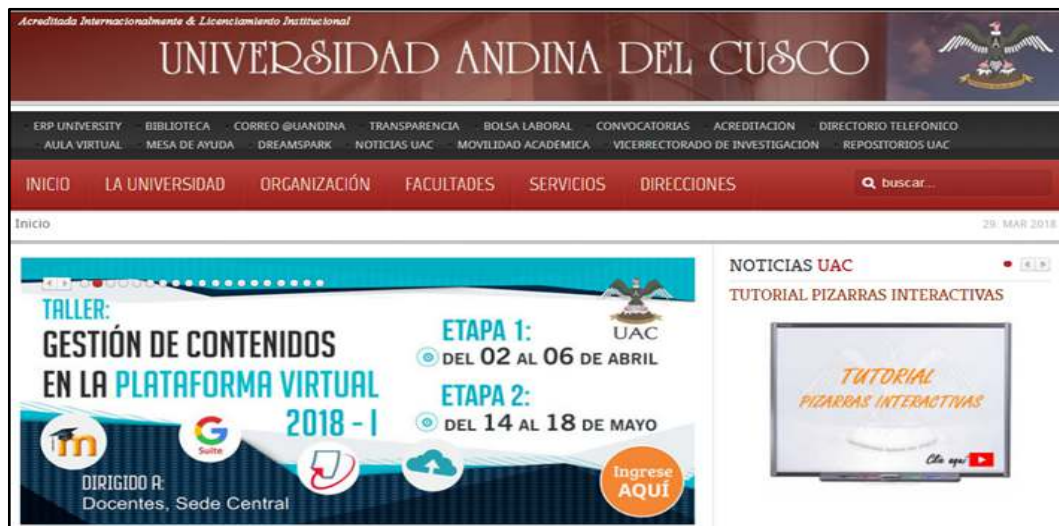 Acreditada Internacionalmente & Licenciamiento Institucional
UNIVERSIDAD ANDINA DEL CUSCO
ERP UNIVERSITY BIBLIOTECA CORREO @UANDINA TRANSPARENCIA BOLSA LABORAL CONVOCATORIAS ACREDITACIÓN DIRECTORIO TELEFÓNICO
AULA VIRTUAL MESA DE AYUDA DREAMSPARK NOTICIAS UAC MOVILIDAD ACADEMICA VICERRECTORADO DE INVESTIGACIÓN REPOSITORIOS UAC
INICIO LA UNIVERSIDAD ORGANIZACIÓN FACULTADES SERVICIOS DIRECCIONES buscar...
Inicio 29. MAR 2018
TALLER:
GESTIÓN DE CONTENIDOS
EN LA PLATAFORMA VIRTUAL
2018 - I
ETAPA 1:
DEL 02 AL 06 DE ABRIL
ETAPA 2:
DEL 14 AL 18 DE MAYO
UAC
m
G
Suite
DIRIGIDO A:
Docentes, Sede Central
Ingrese
AQUÍ
NOTICIAS UAC
TUTORIAL PIZARRAS INTERACTIVAS
TUTORIAL
PIZARRAS INTERACTIVAS
Clic aquí